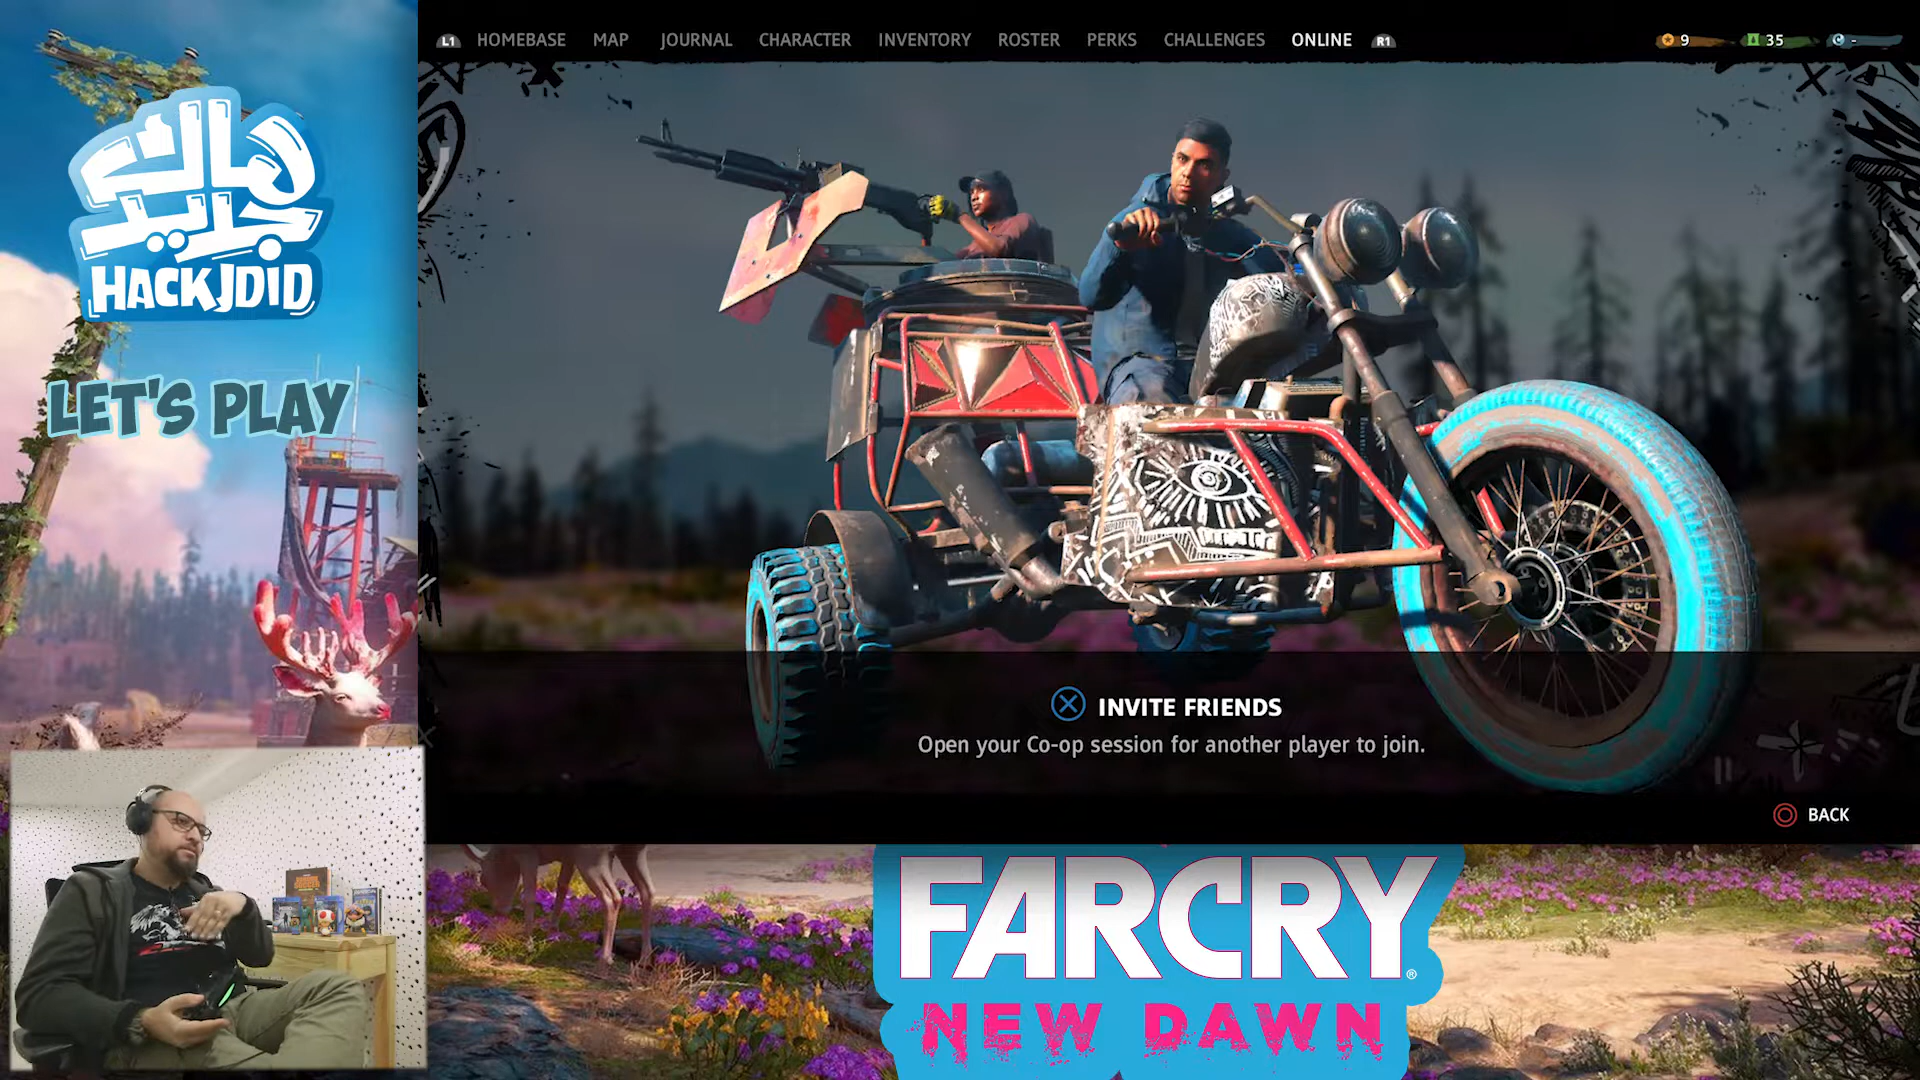 L1 HOMEBASE MAP JOURNAL CHARACTER INVENTORY ROSTER PERKS CHALLENGES ONLINE R1 9 35 -
هاك
جديد
HACKJDID
LET'S PLAY
INVITE FRIENDS
Open your Co-op session for another player to join.
BACK
FARCRY®
NEW DAWN